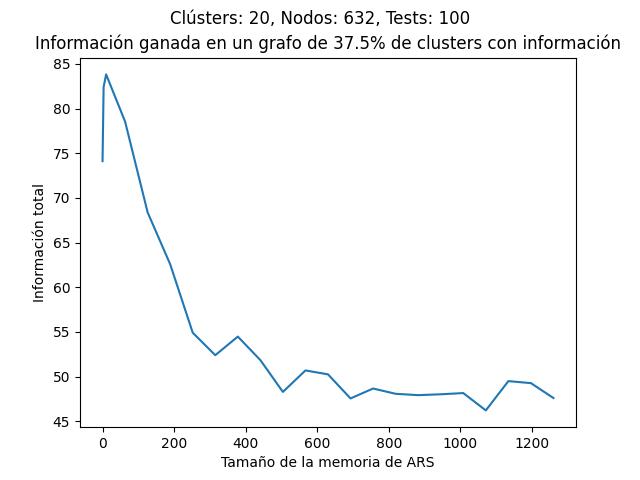 Clústers: 20, Nodos: 632, Tests: 100
Información ganada en un grafo de 37.5% de clusters con información
85
80
75
70
65
60
55
50
45
Información total
0 200 400 600 800 1000 1200
Tamaño de la memoria de ARS